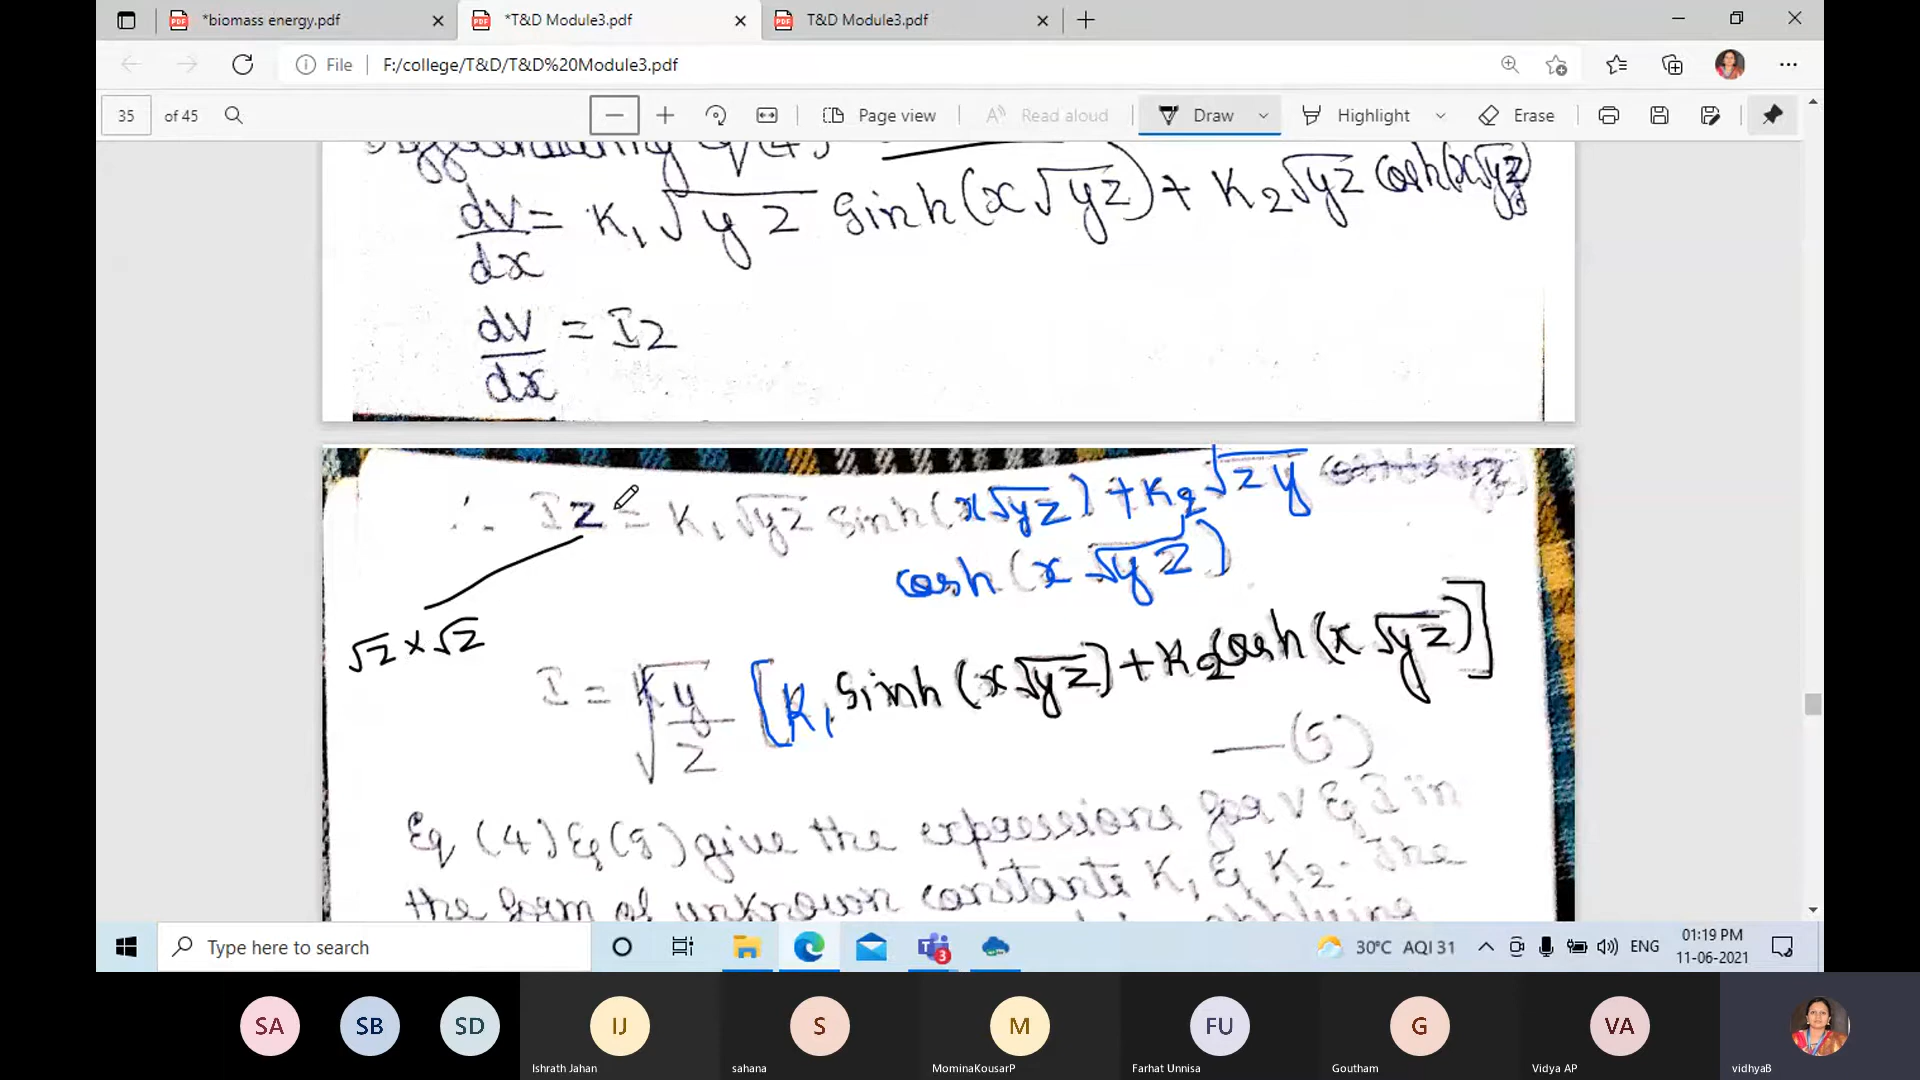 *biomass energy.pdf
*T&D Module3.pdf
T&D Module3.pdf
File F:/college/T&D/T&D%20Module3.pdf
35 of 45
Page view
Read aloud
Draw
Highlight
Erase
dV/dx = K₁ √yz Sinh(x√yz) + K₂√yz cosh(x√yz)
dV/dx = Iz
∴ Iz = K₁ √yz sinh(x√yz) + K₂ √zy
cosh(x √yz)
√z × √z
I = √y/z [K₁ sinh(x√yz) + K₂ cosh(x √yz)]
—(5)
Eq (4) & (5) give the expressions for V & I in
the form of unknown constants K₁ & K₂. The
applying
Type here to search
3
30°C AQI 31
ENG
01:19 PM
11-06-2021
SA
SB
SD
IJ
Ishrath Jahan
S
sahana
M
MominaKousarP
FU
Farhat Unnisa
G
Goutham
VA
Vidya AP
vidhyaB